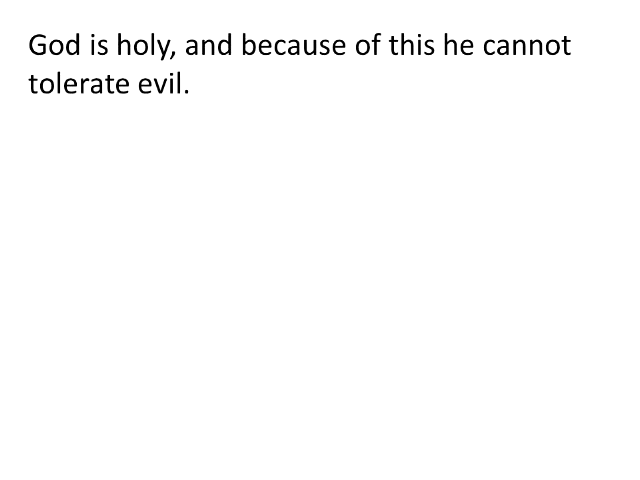 God is holy, and because of this he cannot
tolerate evil.